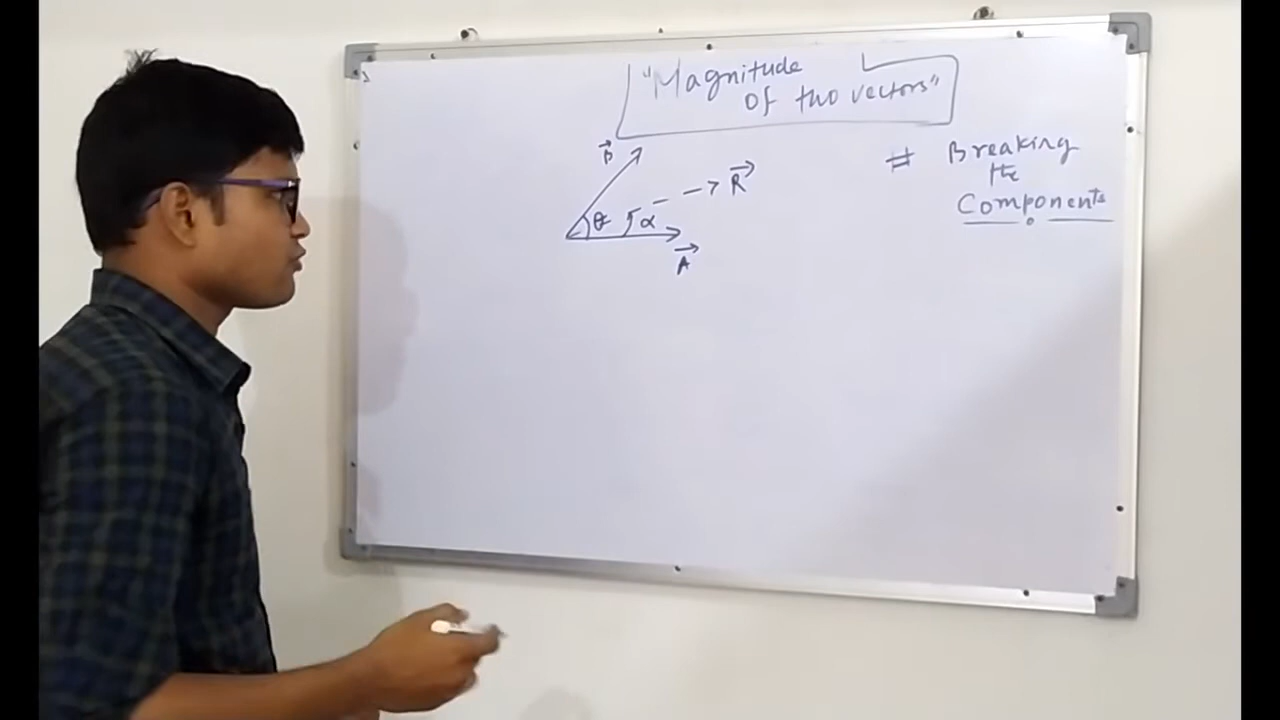 "Magnitude
of two vectors"
# Breaking
the
Components
B⃗
R⃗
θ α
A⃗